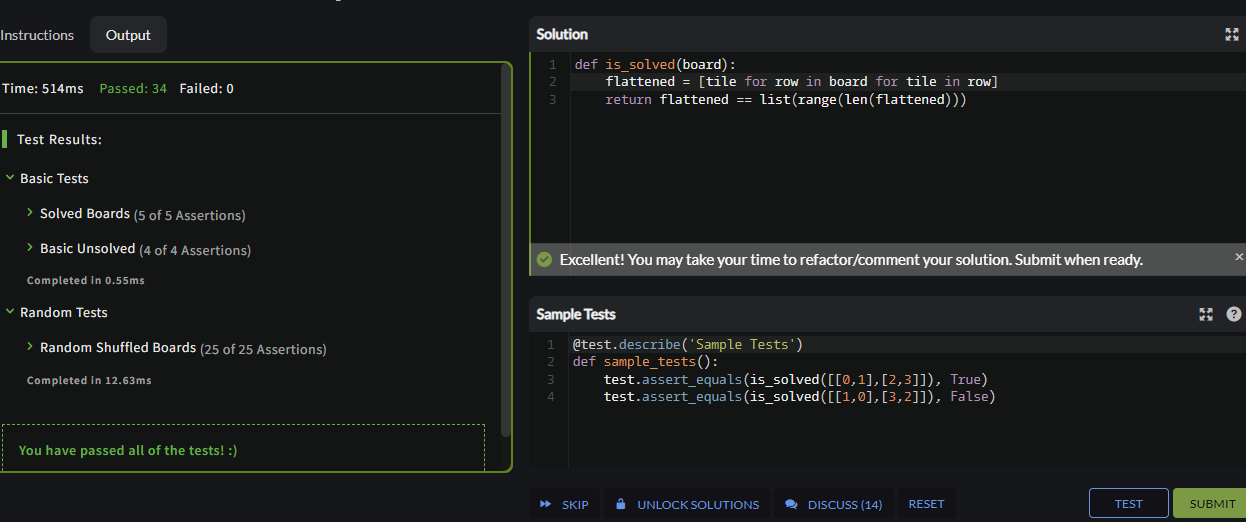 Instructions
Output
Time: 514ms Passed: 34 Failed: 0
Test Results:
Basic Tests
Solved Boards (5 of 5 Assertions)
Basic Unsolved (4 of 4 Assertions)
Completed in 0.55ms
Random Tests
Random Shuffled Boards (25 of 25 Assertions)
Completed in 12.63ms
You have passed all of the tests! :)
Solution
1 def is_solved(board):
2     flattened = [tile for row in board for tile in row]
3     return flattened == list(range(len(flattened)))
Excellent! You may take your time to refactor/comment your solution. Submit when ready. ×
Sample Tests ?
1 @test.describe('Sample Tests')
2 def sample_tests():
3     test.assert_equals(is_solved([[0,1],[2,3]]), True)
4     test.assert_equals(is_solved([[1,0],[3,2]]), False)
SKIP UNLOCK SOLUTIONS DISCUSS (14) RESET TEST SUBMIT